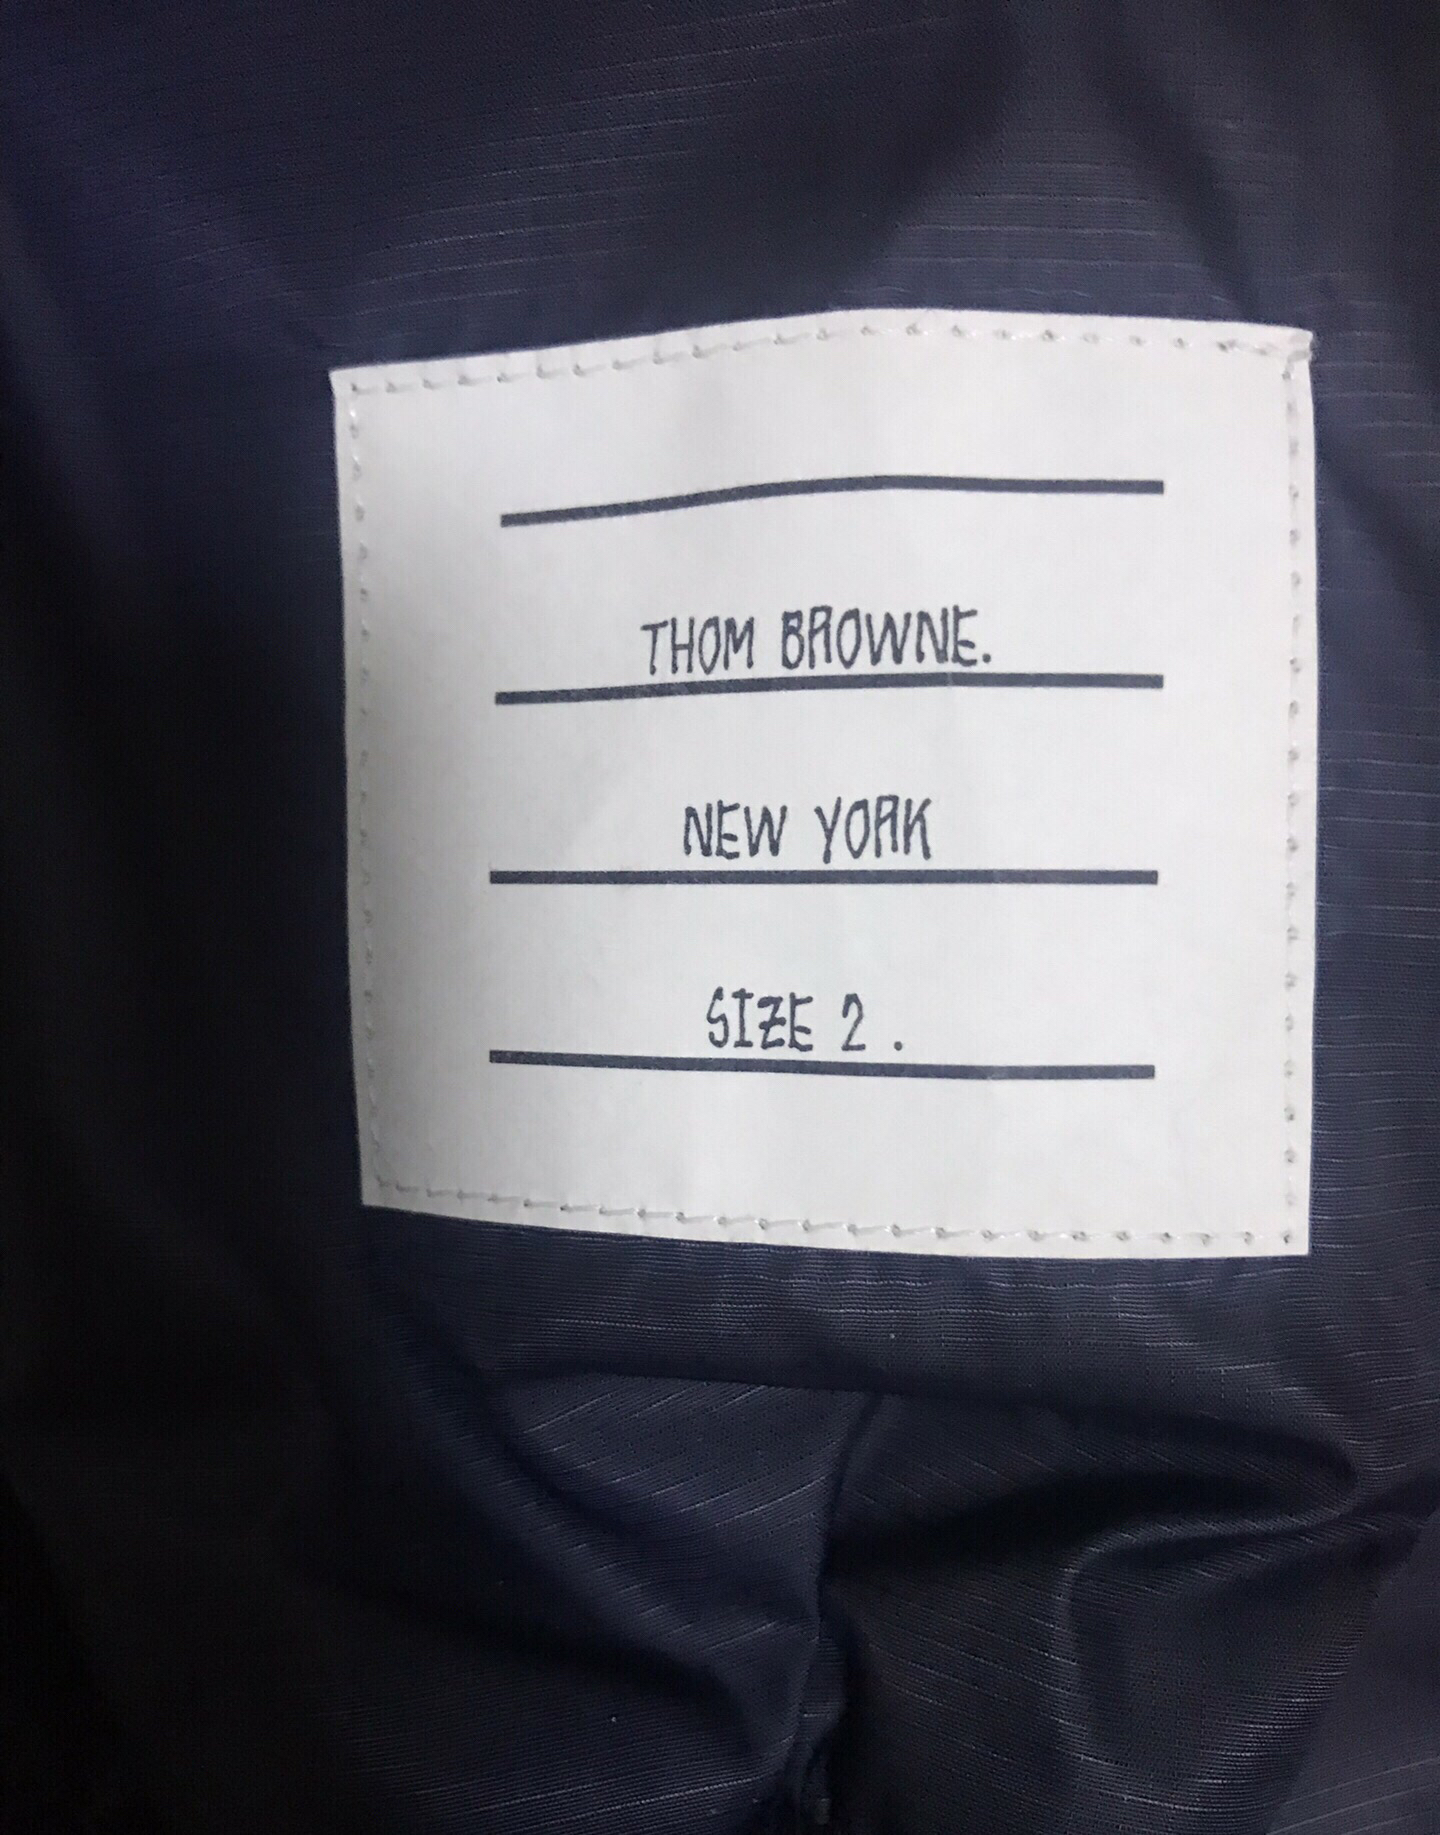 THOM BROWNE.
NEW YORK
SIZE 2 .